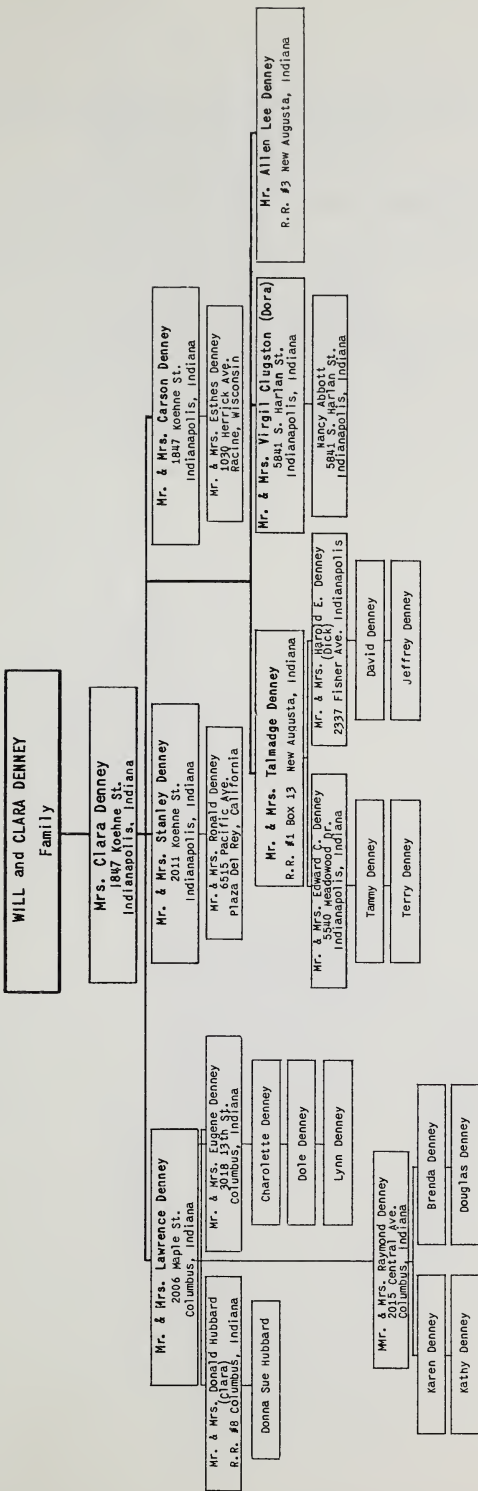 WILL and CLARA DENNEY
Family
Mrs. Clara Denney
1847 Koehne St.
Indianapolis, Indiana
Mr. & Mrs. Lawrence Denney
2006 Maple St.
Columbus, Indiana
Mr. & Mrs. Stanley Denney
2011 Koehne St.
Indianapolis, Indiana
Mr. & Mrs. Carson Denney
1847 Koehne St.
Indianapolis, Indiana
Mr. & Mrs. Donald Hubbard
(Clara)
R.R. #8 Columbus, Indiana
Mr. & Mrs. Eugene Denney
3018 13th St.
Columbus, Indiana
Mr. & Mrs. Ronald Denney
6515 Pacific Ave.
Plaza Del Rey, California
Mr. & Mrs. Esthes Denney
1030 Herrick Ave.
Racine, Wisconsin
Donna Sue Hubbard
Charolette Denney
Dole Denney
Lynn Denney
Mr. & Mrs. Talmadge Denney
R.R. #1 Box 13 New Augusta, Indiana
Mr. & Mrs. Virgil Clugston (Dora)
5841 S. Harlan St.
Indianapolis, Indiana
Mr. Allen Lee Denney
R.R. #3 New Augusta, Indiana
Mr. & Mrs. Edward C. Denney
5540 Meadowood Dr.
Indianapolis, Indiana
Mr. & Mrs. Harold E. Denney
(Dick)
2337 Fisher Ave. Indianapolis
Nancy Abbott
5841 S. Harlan St.
Indianapolis, Indiana
Tammy Denney
Terry Denney
David Denney
Jeffrey Denney
Mr. & Mrs. Raymond Denney
2015 Central Ave.
Columbus, Indiana
Karen Denney
Brenda Denney
Kathy Denney
Douglas Denney